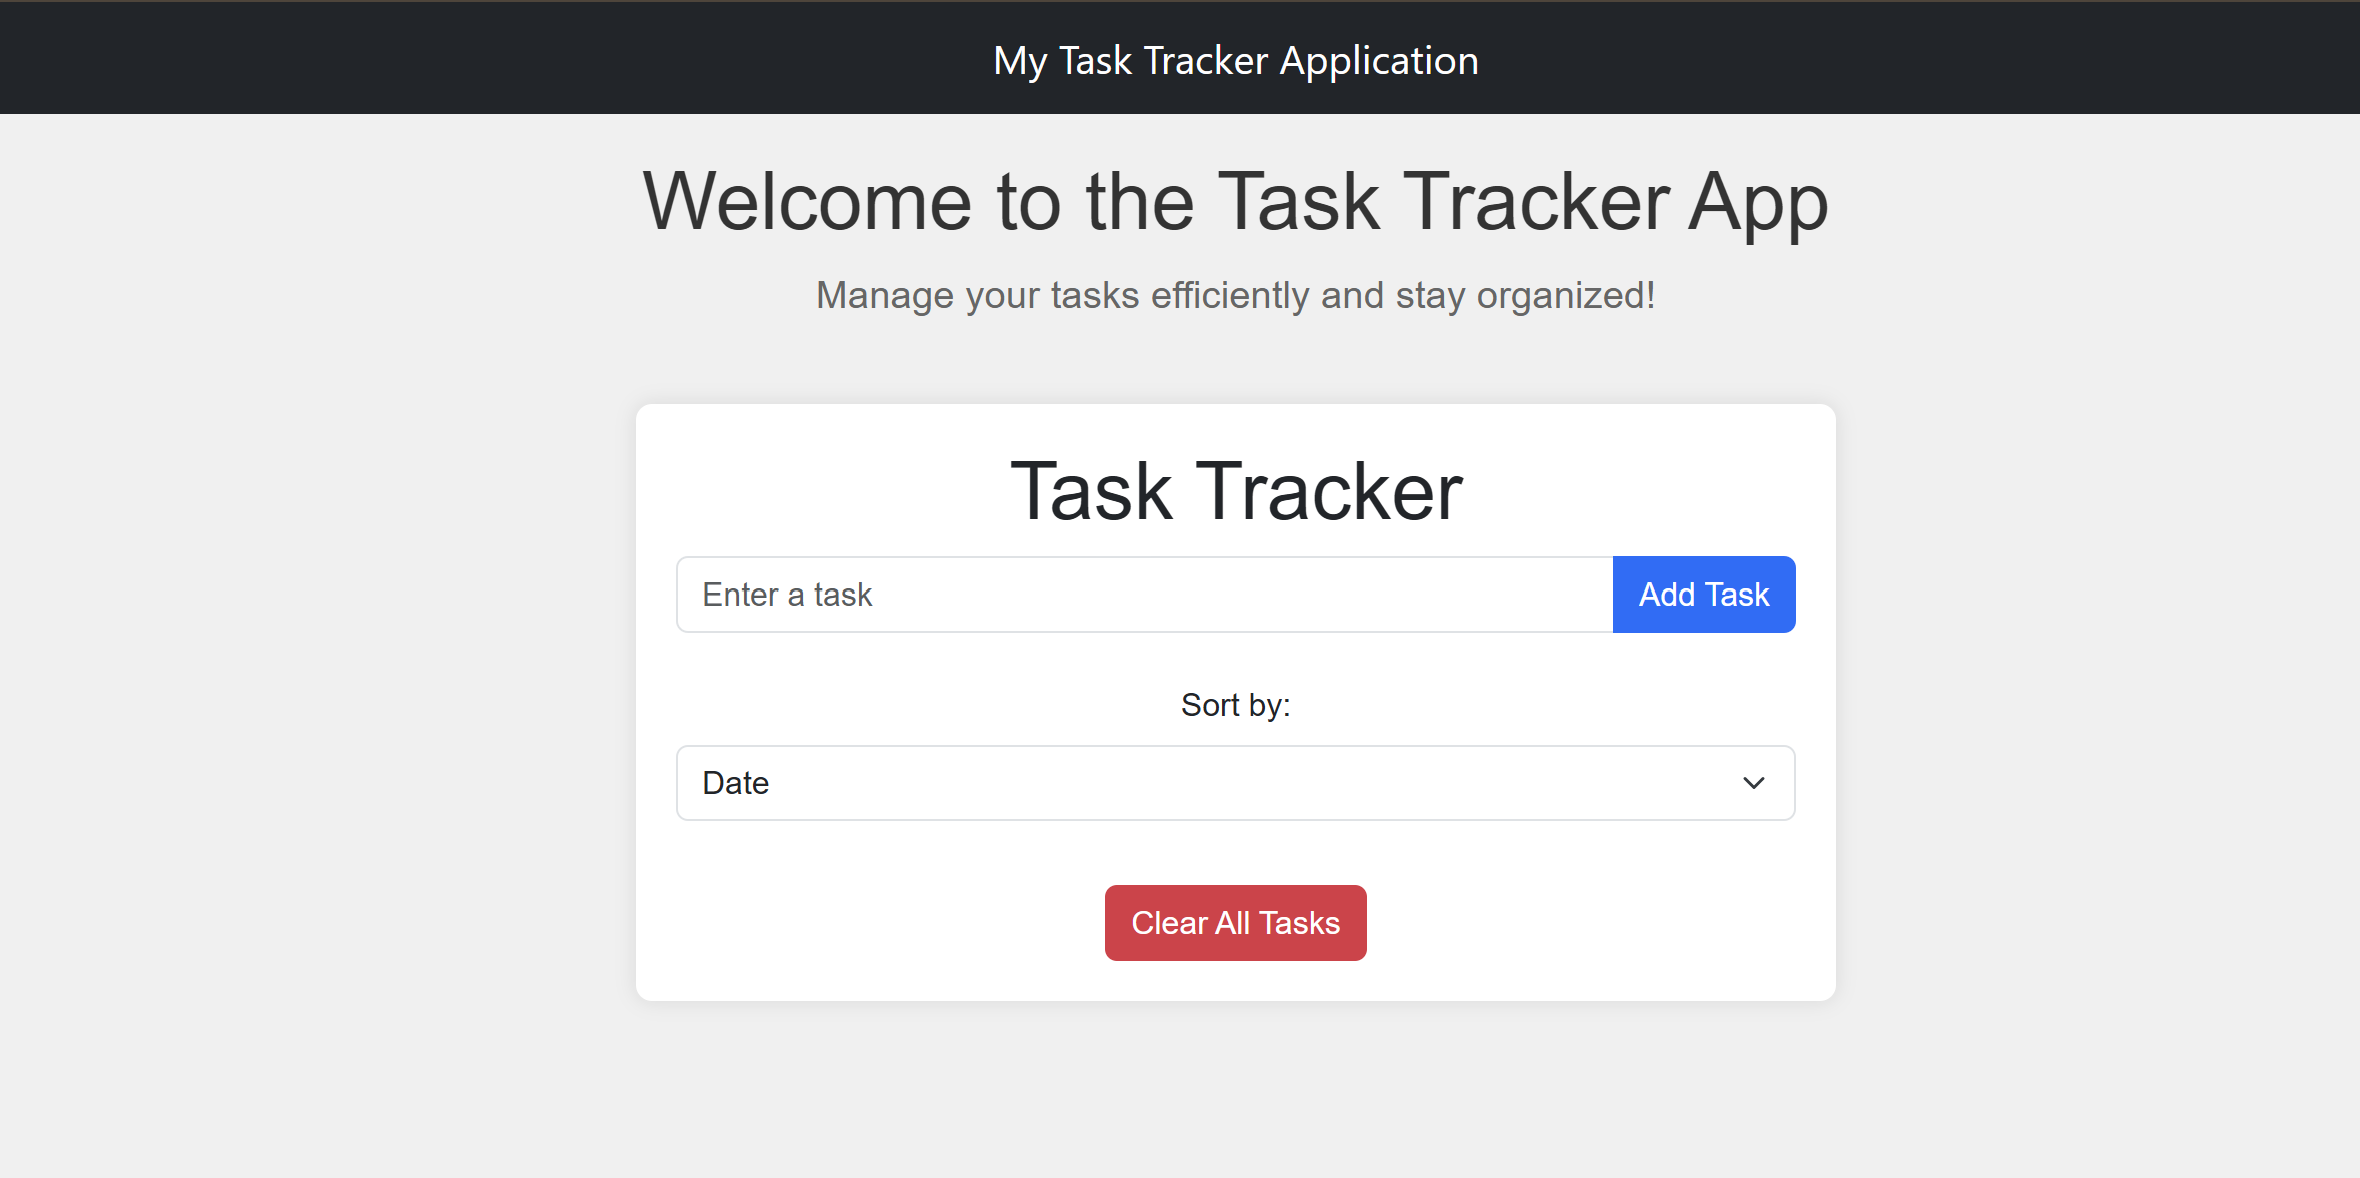 My Task Tracker Application
Welcome to the Task Tracker App
Manage your tasks efficiently and stay organized!
Task Tracker
Enter a task
Add Task
Sort by:
Date
Clear All Tasks